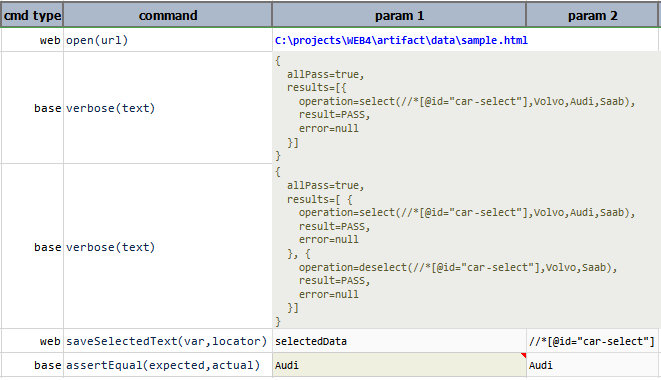 cmd type command param 1 param 2
web open(url) C:\projects\WEB4\artifact\data\sample.html
base verbose(text)
{
  allPass=true,
  results=[{
    operation=select(//*[@id="car-select"],Volvo,Audi,Saab),
    result=PASS,
    error=null
  }]
}
base verbose(text)
{
  allPass=true,
  results=[ {
    operation=select(//*[@id="car-select"],Volvo,Audi,Saab),
    result=PASS,
    error=null
  }, {
    operation=deselect(//*[@id="car-select"],Volvo,Saab),
    result=PASS,
    error=null
  }]
}
web saveSelectedText(var,locator) selectedData //*[@id="car-select"]
base assertEqual(expected,actual) Audi Audi